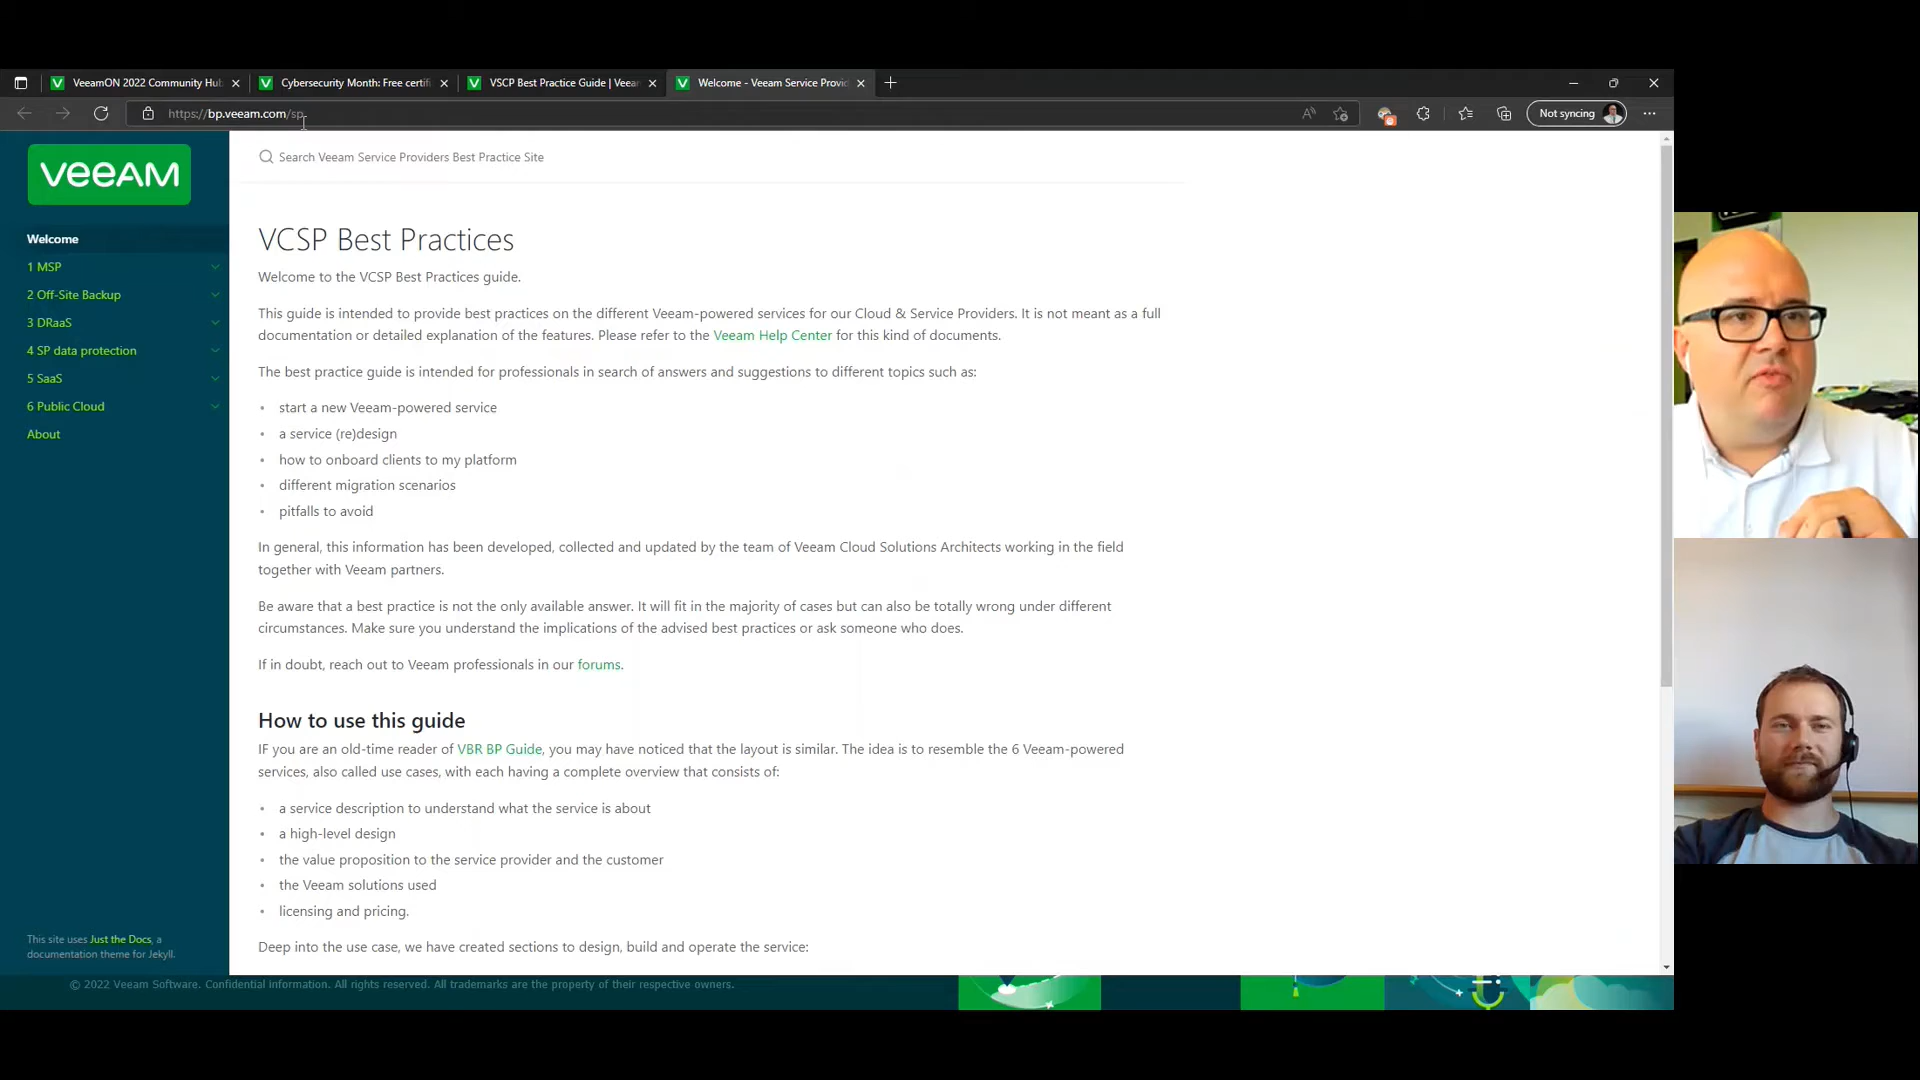 VeeamON 2022 Community Hub
Cybersecurity Month: Free certifi
VSCP Best Practice Guide | Veea
Welcome - Veeam Service Provid
https://bp.veeam.com/sp
Not syncing
VEEAM
Search Veeam Service Providers Best Practice Site
Welcome
1 MSP
2 Off-Site Backup
3 DRaaS
4 SP data protection
5 SaaS
6 Public Cloud
About
This site uses Just the Docs, a
documentation theme for Jekyll.
VCSP Best Practices
Welcome to the VCSP Best Practices guide.
This guide is intended to provide best practices on the different Veeam-powered services for our Cloud & Service Providers. It is not meant as a full
documentation or detailed explanation of the features. Please refer to the Veeam Help Center for this kind of documents.
The best practice guide is intended for professionals in search of answers and suggestions to different topics such as:
• start a new Veeam-powered service
• a service (re)design
• how to onboard clients to my platform
• different migration scenarios
• pitfalls to avoid
In general, this information has been developed, collected and updated by the team of Veeam Cloud Solutions Architects working in the field
together with Veeam partners.
Be aware that a best practice is not the only available answer. It will fit in the majority of cases but can also be totally wrong under different
circumstances. Make sure you understand the implications of the advised best practices or ask someone who does.
If in doubt, reach out to Veeam professionals in our forums.
How to use this guide
IF you are an old-time reader of VBR BP Guide, you may have noticed that the layout is similar. The idea is to resemble the 6 Veeam-powered
services, also called use cases, with each having a complete overview that consists of:
• a service description to understand what the service is about
• a high-level design
• the value proposition to the service provider and the customer
• the Veeam solutions used
• licensing and pricing.
Deep into the use case, we have created sections to design, build and operate the service:
© 2022 Veeam Software. Confidential information. All rights reserved. All trademarks are the property of their respective owners.